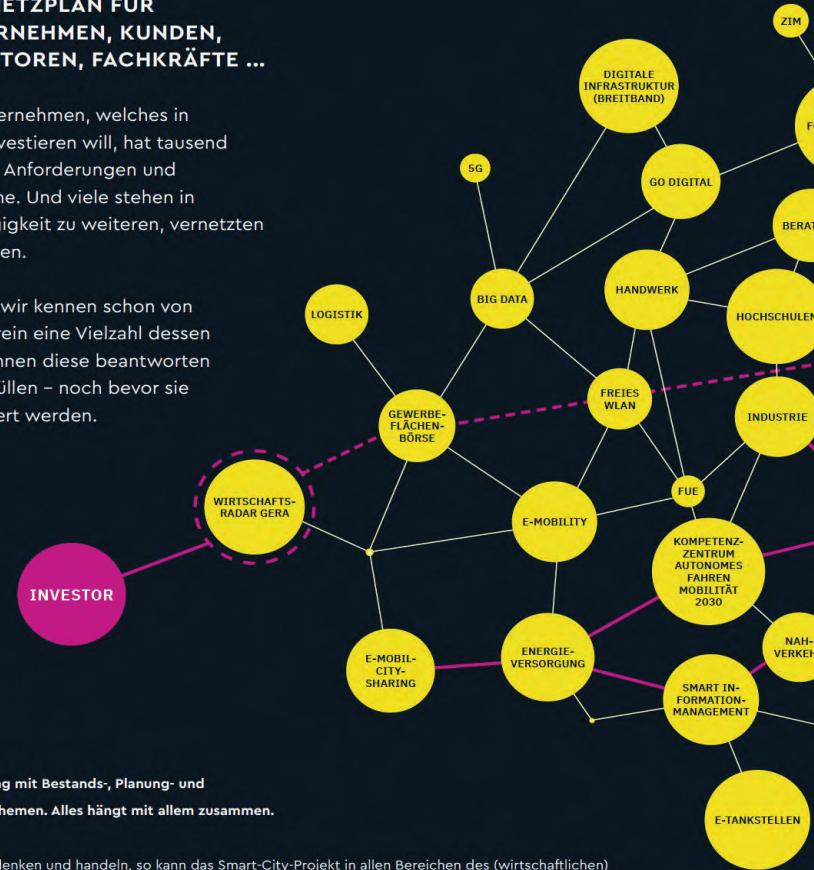 ETZPLAN FÜR
ERNEHMEN, KUNDEN,
TOREN, FACHKRÄFTE ...
ernehmen, welches in
vestieren will, hat tausend
Anforderungen und
he. Und viele stehen in
gigkeit zu weiteren, vernetzten
en.
wir kennen schon von
rein eine Vielzahl dessen
nnen diese beantworten
üllen – noch bevor sie
ert werden.
ZIM
DIGITALE
INFRASTRUKTUR
(BREITBAND)
F
5G
GO DIGITAL
BERAT
BIG DATA
HANDWERK
HOCHSCHULEN
LOGISTIK
FREIES
WLAN
GEWERBE-
FLÄCHEN-
BÖRSE
INDUSTRIE
WIRTSCHAFTS-
RADAR GERA
FUE
E-MOBILITY
KOMPETENZ-
ZENTRUM
AUTONOMES
FAHREN
MOBILITÄT
2030
INVESTOR
E-MOBIL-
CITY-
SHARING
ENERGIE-
VERSORGUNG
NAH-
VERKEH
SMART IN-
FORMATION-
MANAGEMENT
E-TANKSTELLEN
ng mit Bestands-, Planung- und
hemen. Alles hängt mit allem zusammen.
denken und handeln, so kann das Smart-City-Projekt in allen Bereichen des (wirtschaftlichen)